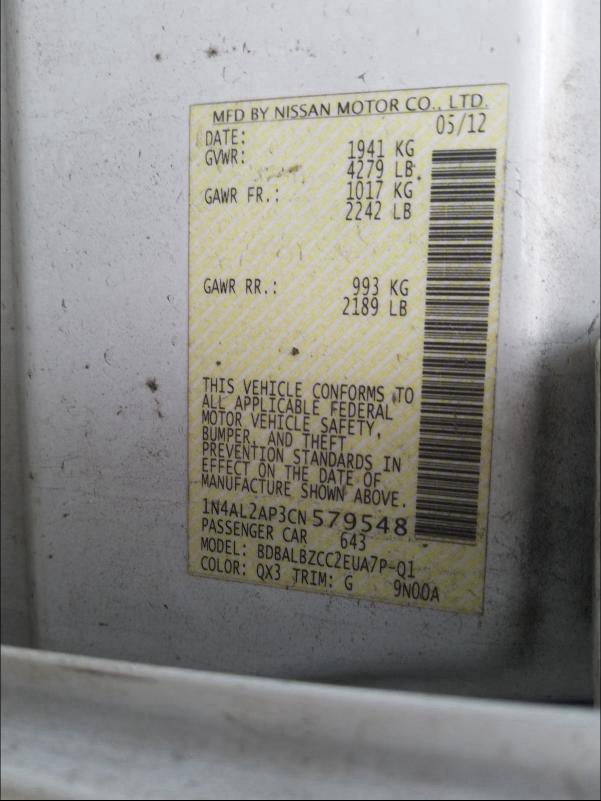 MFD BY NISSAN MOTOR CO., LTD.
DATE: 05/12
GVWR: 1941 KG
4279 LB
GAWR FR.: 1017 KG
2242 LB
GAWR RR.: 993 KG
2189 LB
THIS VEHICLE CONFORMS TO
ALL APPLICABLE FEDERAL
MOTOR VEHICLE SAFETY,
BUMPER, AND THEFT
PREVENTION STANDARDS IN
EFFECT ON THE DATE OF
MANUFACTURE SHOWN ABOVE.
1N4AL2AP3CN579548
PASSENGER CAR 643
MODEL: BDBALBZCC2EUA7P-Q1
COLOR: QX3 TRIM: G 9N00A